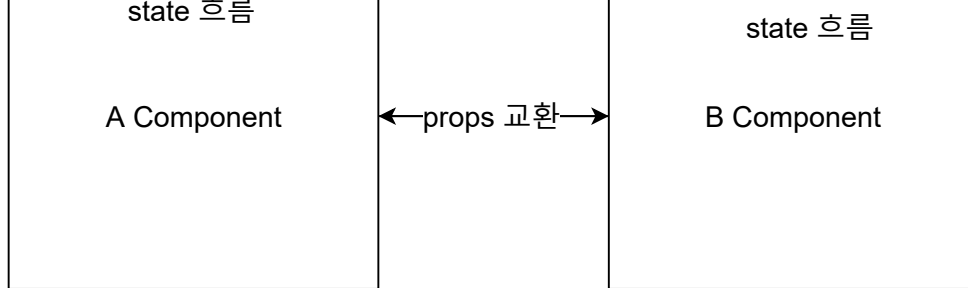 state 흐름
state 흐름
A Component
props 교환
B Component